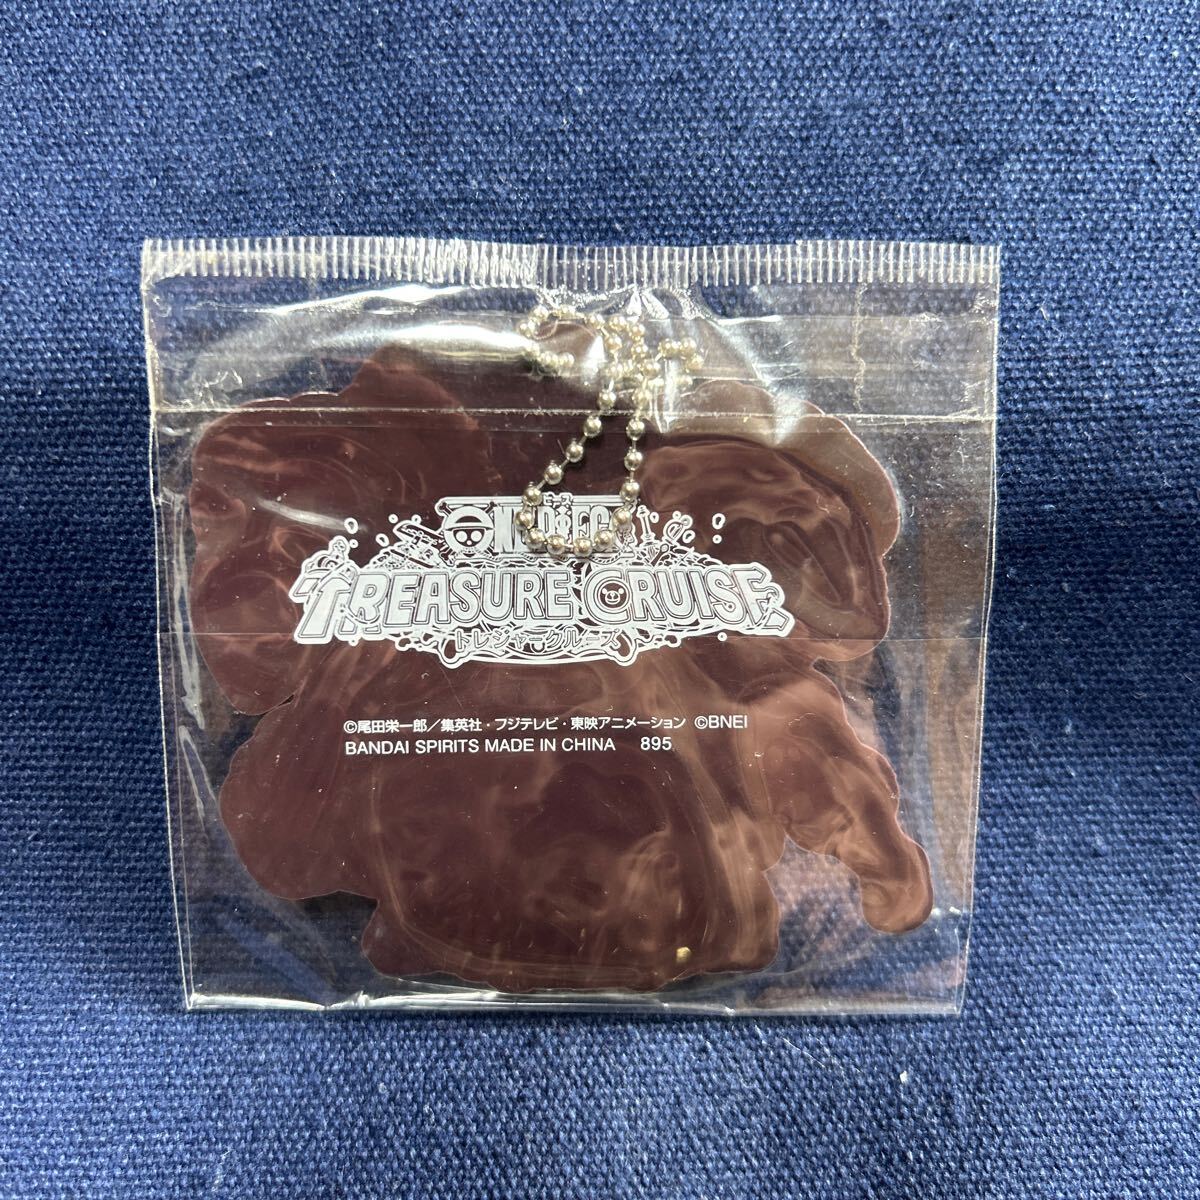 ONE PIECE
TREASURE CRUISE
トレジャークルーズ
©尾田栄一郎／集英社・フジテレビ・東映アニメーション ©BNEI
BANDAI SPIRITS MADE IN CHINA 895